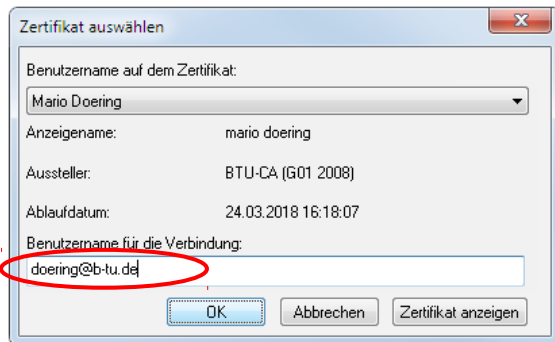 Zertifikat auswählen
Benutzername auf dem Zertifikat:
Mario Doering
Anzeigename: mario doering
Aussteller: BTU-CA (G01 2008)
Ablaufdatum: 24.03.2018 16:18:07
Benutzername für die Verbindung:
doering@b-tu.de
OK Abbrechen Zertifikat anzeigen